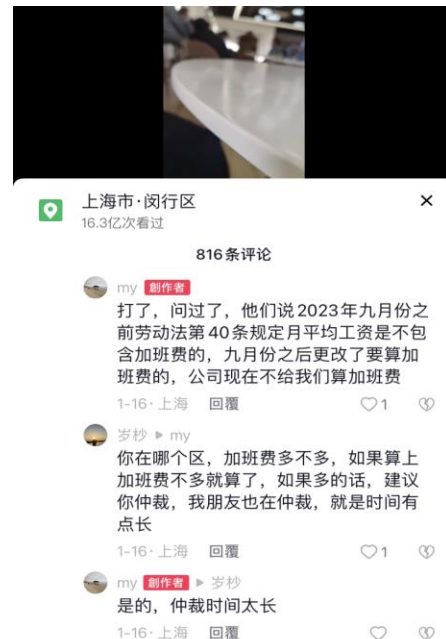 上海市·闵行区
16.3亿次看过
816条评论
my 創作者
打了，问过了，他们说2023年九月份之
前劳动法第40条规定月平均工资是不包
含加班费的，九月份之后更改了要算加
班费的，公司现在不给我们算加班费
1-16·上海 回覆 1
岁杪 ▶ my
你在哪个区，加班费多不多，如果算上
加班费不多就算了，如果多的话，建议
你仲裁，我朋友也在仲裁，就是时间有
点长
1-16·上海 回覆 1
my 創作者 ▶ 岁杪
是的，仲裁时间太长
1-16·上海 回覆